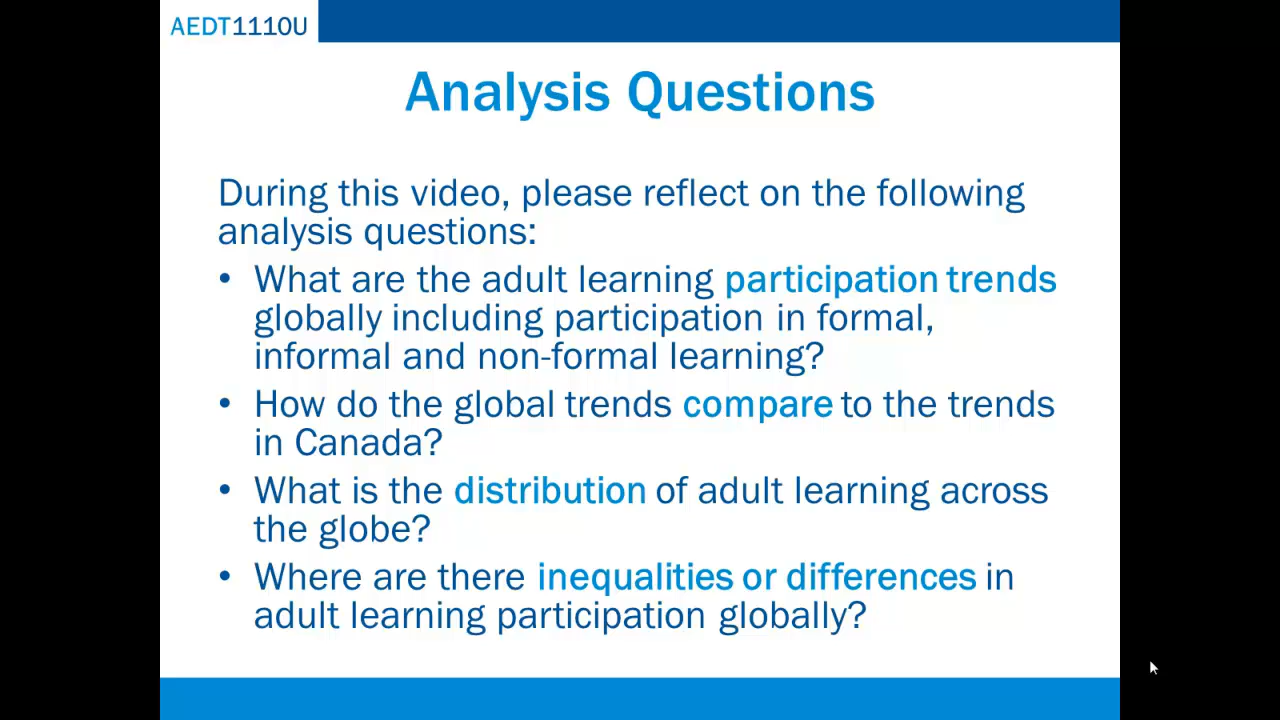 AEDT1110U
Analysis Questions
During this video, please reflect on the following
analysis questions:
• What are the adult learning participation trends
globally including participation in formal,
informal and non-formal learning?
• How do the global trends compare to the trends
in Canada?
• What is the distribution of adult learning across
the globe?
• Where are there inequalities or differences in
adult learning participation globally?